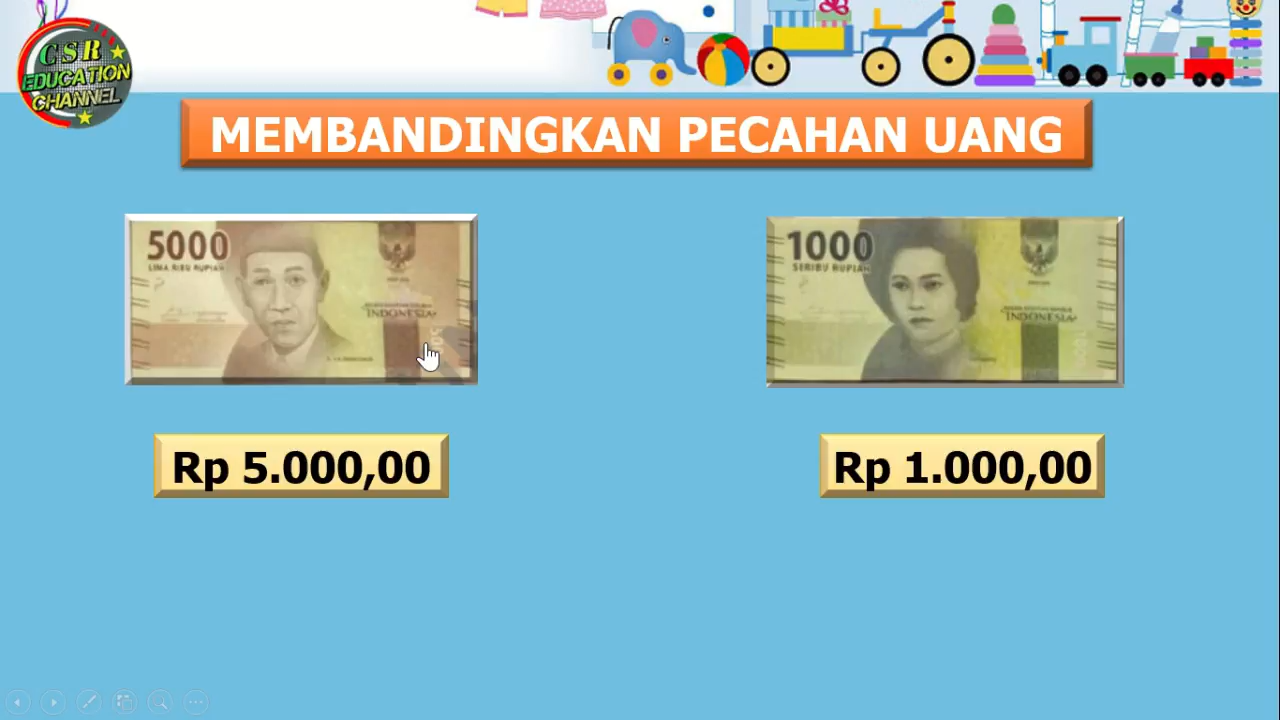 CSR
EDUCATION
CHANNEL
MEMBANDINGKAN PECAHAN UANG
5000
LIMA RIBU RUPIAH
INDONESIA
1000
SERIBU RUPIAH
INDONESIA
Rp 5.000,00
Rp 1.000,00